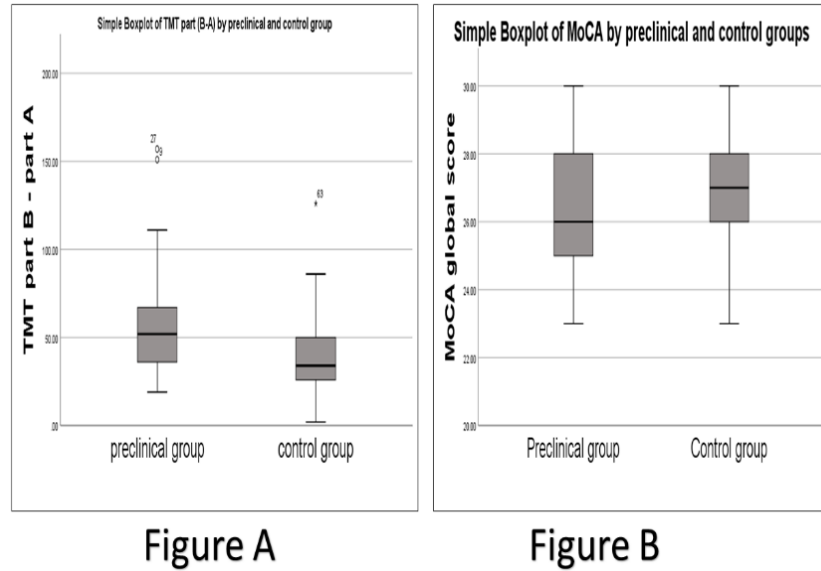 Simple Boxplot of TMT part (B-A) by preclinical and control group
TMT part B - part A
200.00
150.00
100.00
50.00
.00
27
9
63
preclinical group
control group
Figure A
Simple Boxplot of MoCA by preclinical and control groups
MoCA global score
30.00
28.00
26.00
24.00
22.00
20.00
Preclinical group
Control group
Figure B